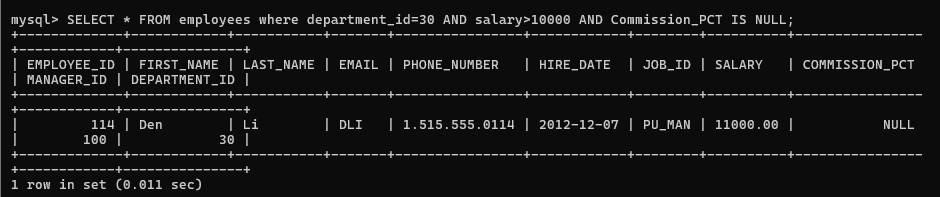 mysql> SELECT * FROM employees where department_id=30 AND salary>10000 AND Commission_PCT IS NULL;
+-------------+------------+-----------+-------+----------------+------------+--------+----------+----------------
+------------+---------------+
| EMPLOYEE_ID | FIRST_NAME | LAST_NAME | EMAIL | PHONE_NUMBER   | HIRE_DATE  | JOB_ID | SALARY   | COMMISSION_PCT
| MANAGER_ID | DEPARTMENT_ID |
+-------------+------------+-----------+-------+----------------+------------+--------+----------+----------------
+------------+---------------+
|         114 | Den        | Li        | DLI   | 1.515.555.0114 | 2012-12-07 | PU_MAN | 11000.00 |           NULL
|        100 |            30 |
+-------------+------------+-----------+-------+----------------+------------+--------+----------+----------------
+------------+---------------+
1 row in set (0.011 sec)